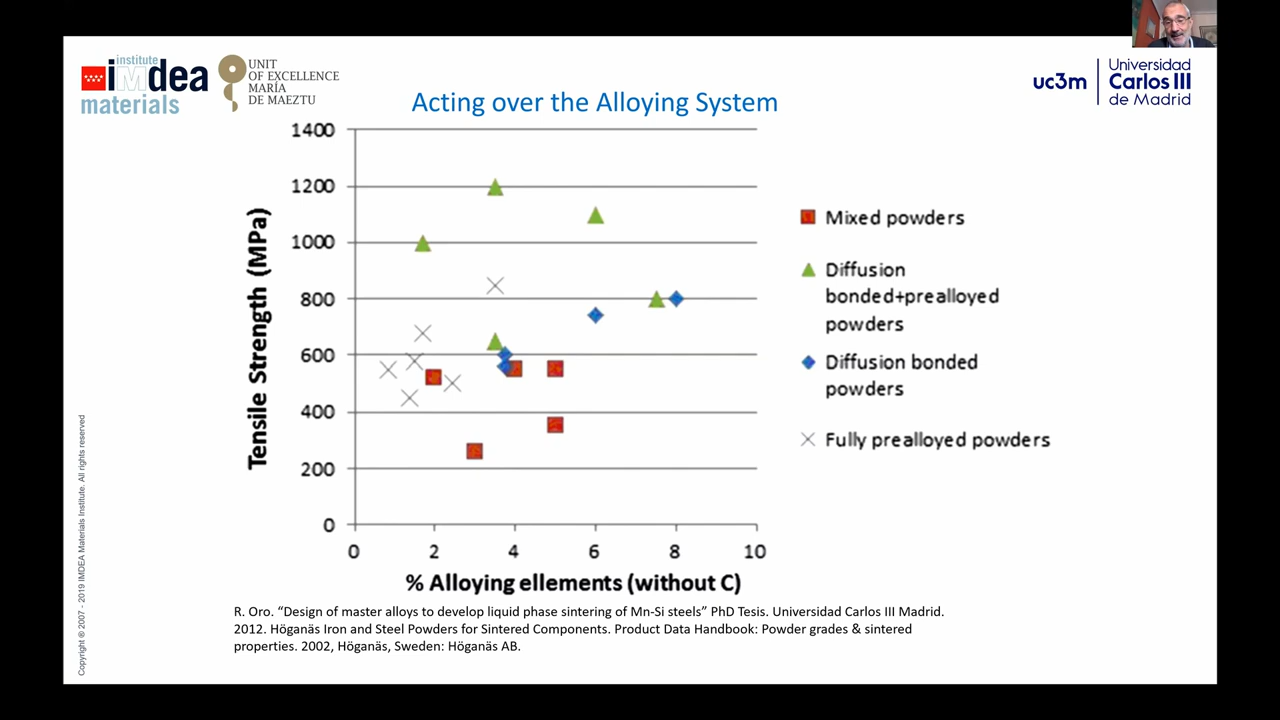 institute
iMdea
materials
UNIT
OF EXCELLENCE
MARÍA
DE MAEZTU
uc3m
Universidad
Carlos III
de Madrid
Acting over the Alloying System
1400
1200
1000
800
600
400
200
0
Tensile Strength (MPa)
0 2 4 6 8 10
% Alloying ellements (without C)
Mixed powders
Diffusion
bonded+prealloyed
powders
Diffusion bonded
powders
Fully prealloyed powders
R. Oro. “Design of master alloys to develop liquid phase sintering of Mn-Si steels” PhD Tesis. Universidad Carlos III Madrid.
2012. Höganäs Iron and Steel Powders for Sintered Components. Product Data Handbook: Powder grades & sintered
properties. 2002, Höganäs, Sweden: Höganäs AB.
Copyright ® 2007 - 2019 IMDEA Materials Institute. All rights reserved